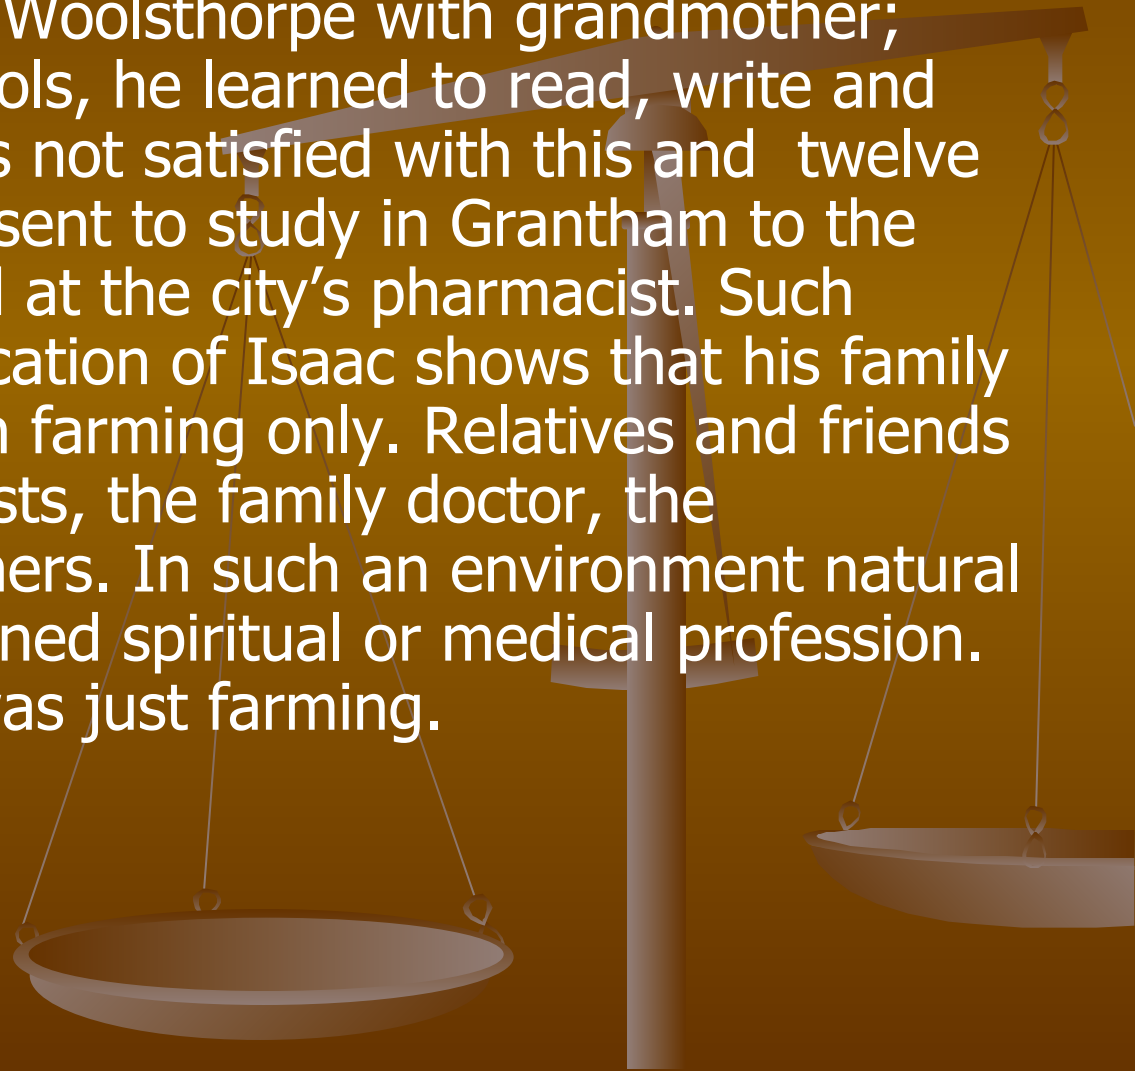 Woolsthorpe with grandmother;
ols, he learned to read, write and
s not satisfied with this and  twelve
sent to study in Grantham to the
at the city’s pharmacist. Such
cation of Isaac shows that his family
farming only. Relatives and friends
sts, the family doctor, the
ners. In such an environment natural
ned spiritual or medical profession.
as just farming.